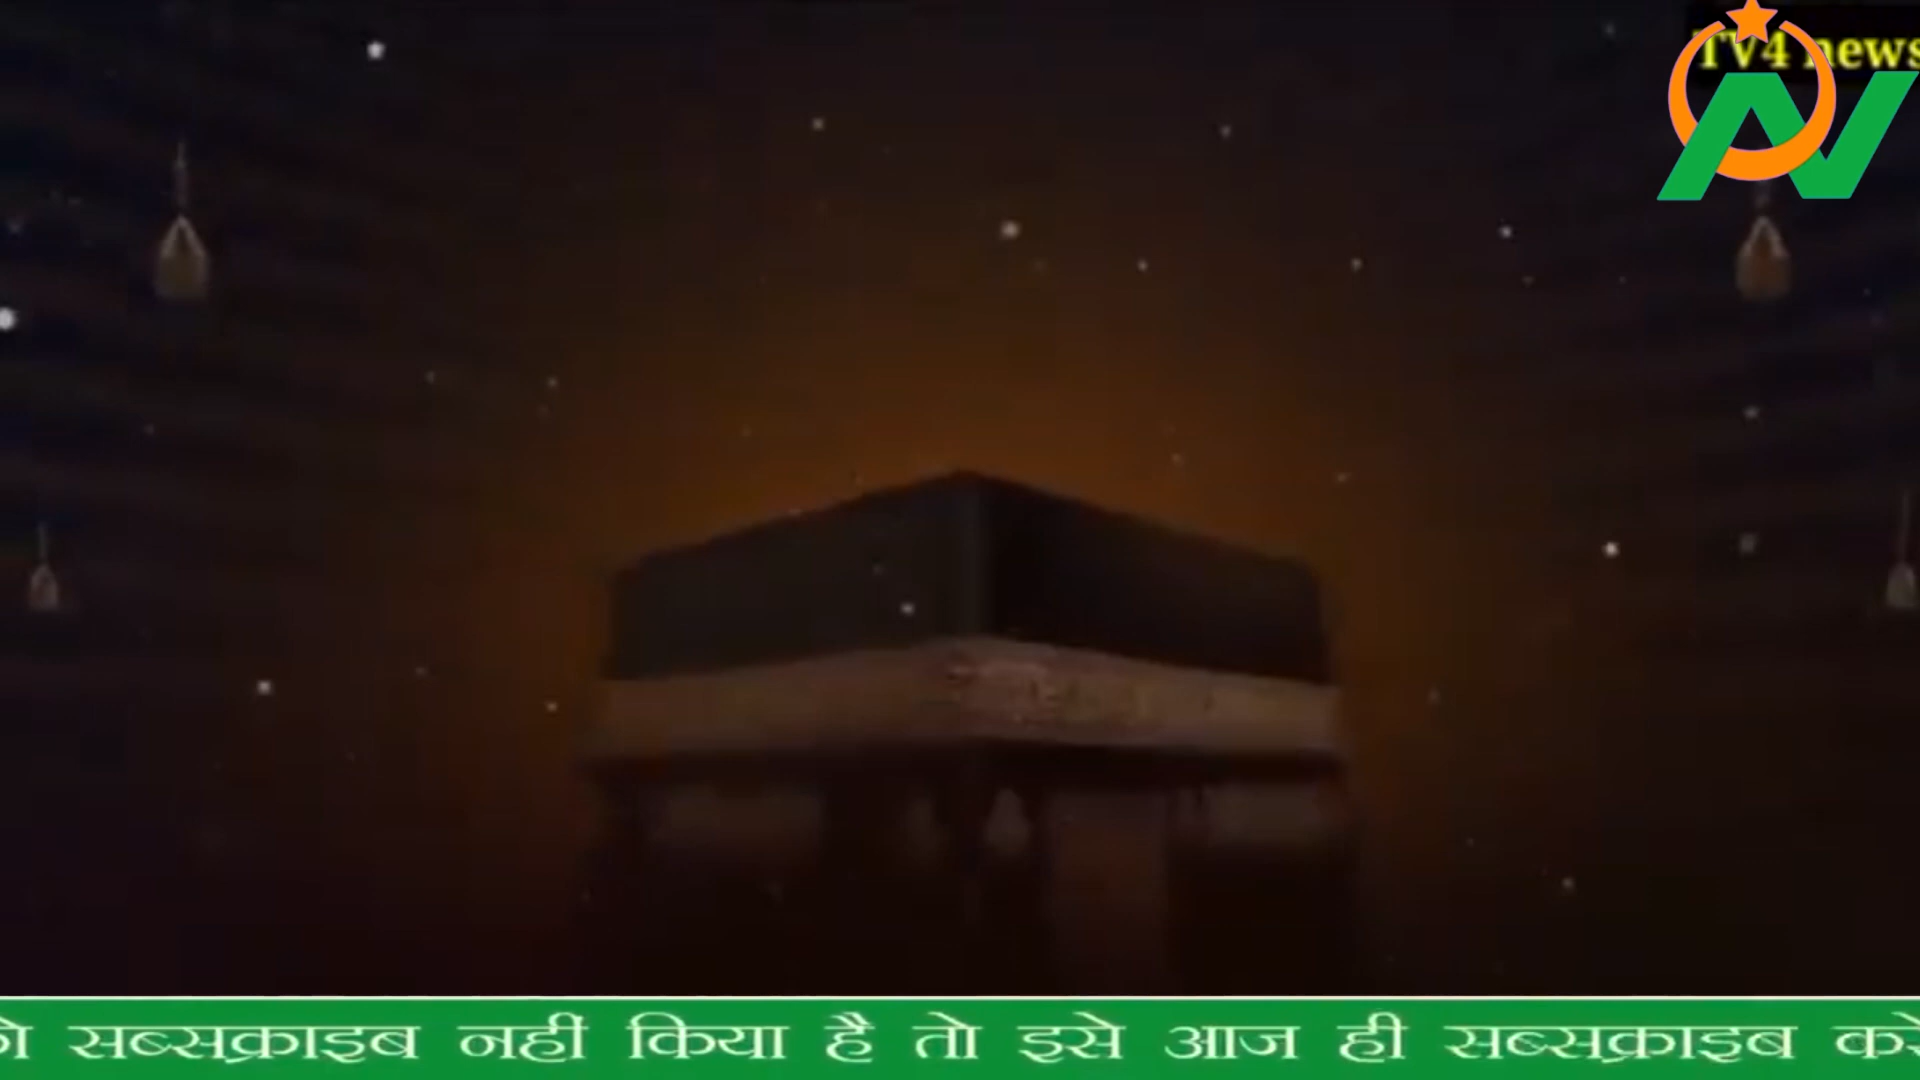 TV4 news
सब्सक्राइब नहीं किया है तो इसे आज ही सब्सक्राइब